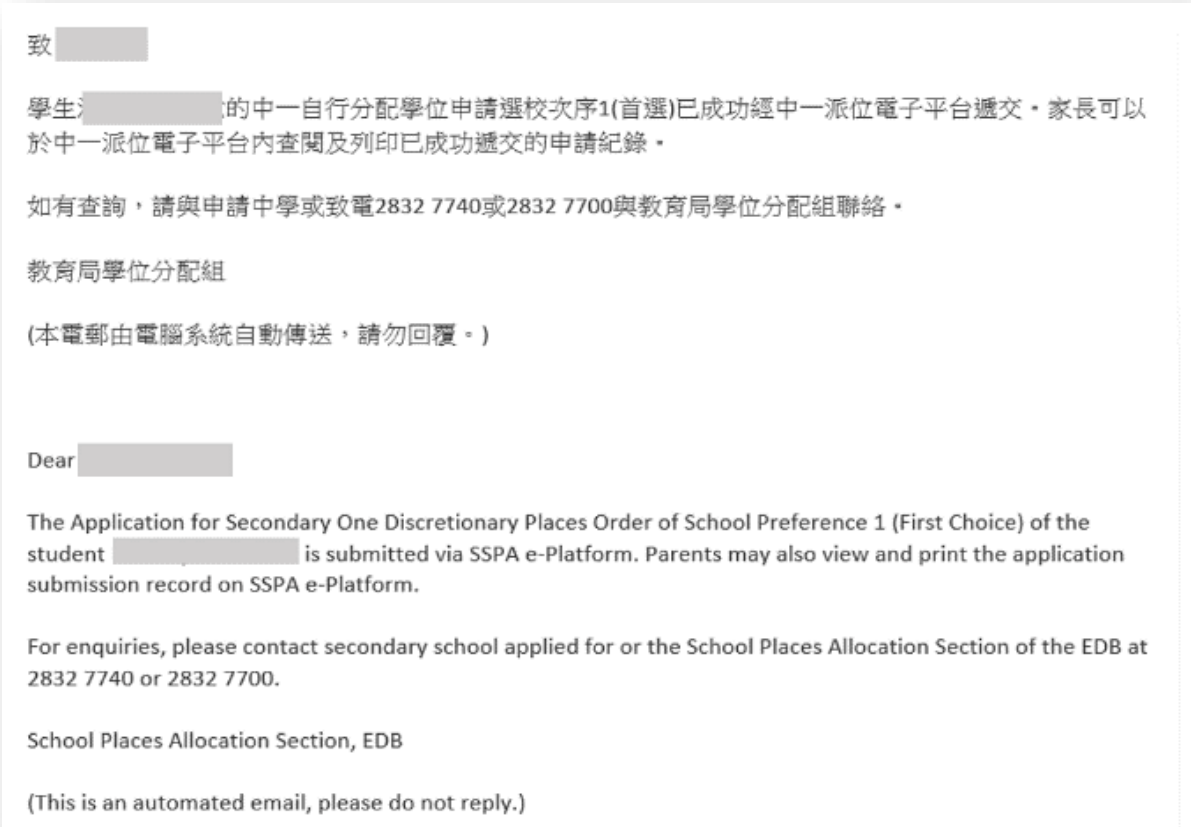 致
學生 的中一自行分配學位申請選校次序1(首選)已成功經中一派位電子平台遞交。家長可以
於中一派位電子平台內查閱及列印已成功遞交的申請紀錄。
如有查詢，請與申請中學或致電2832 7740或2832 7700與教育局學位分配組聯絡。
教育局學位分配組
(本電郵由電腦系統自動傳送，請勿回覆。)
Dear
The Application for Secondary One Discretionary Places Order of School Preference 1 (First Choice) of the
student is submitted via SSPA e-Platform. Parents may also view and print the application
submission record on SSPA e-Platform.
For enquiries, please contact secondary school applied for or the School Places Allocation Section of the EDB at
2832 7740 or 2832 7700.
School Places Allocation Section, EDB
(This is an automated email, please do not reply.)